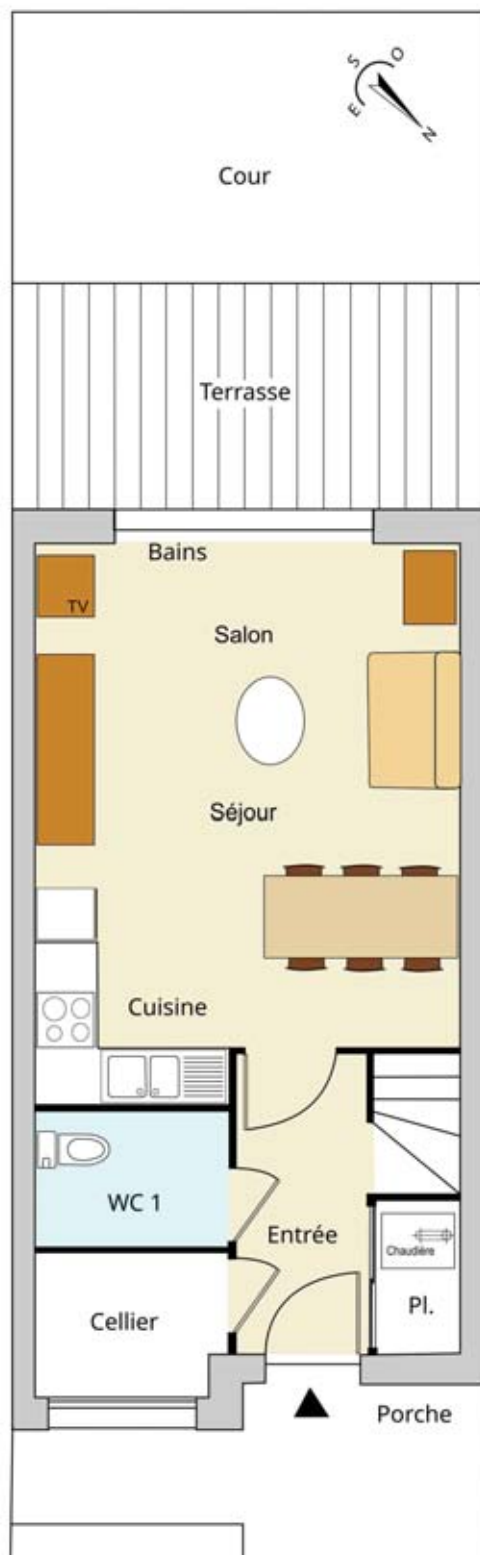 S
O
E
N
Cour
Terrasse
Bains
TV
Salon
Séjour
Cuisine
WC 1
Entrée
Chaudière
Pl.
Cellier
Porche